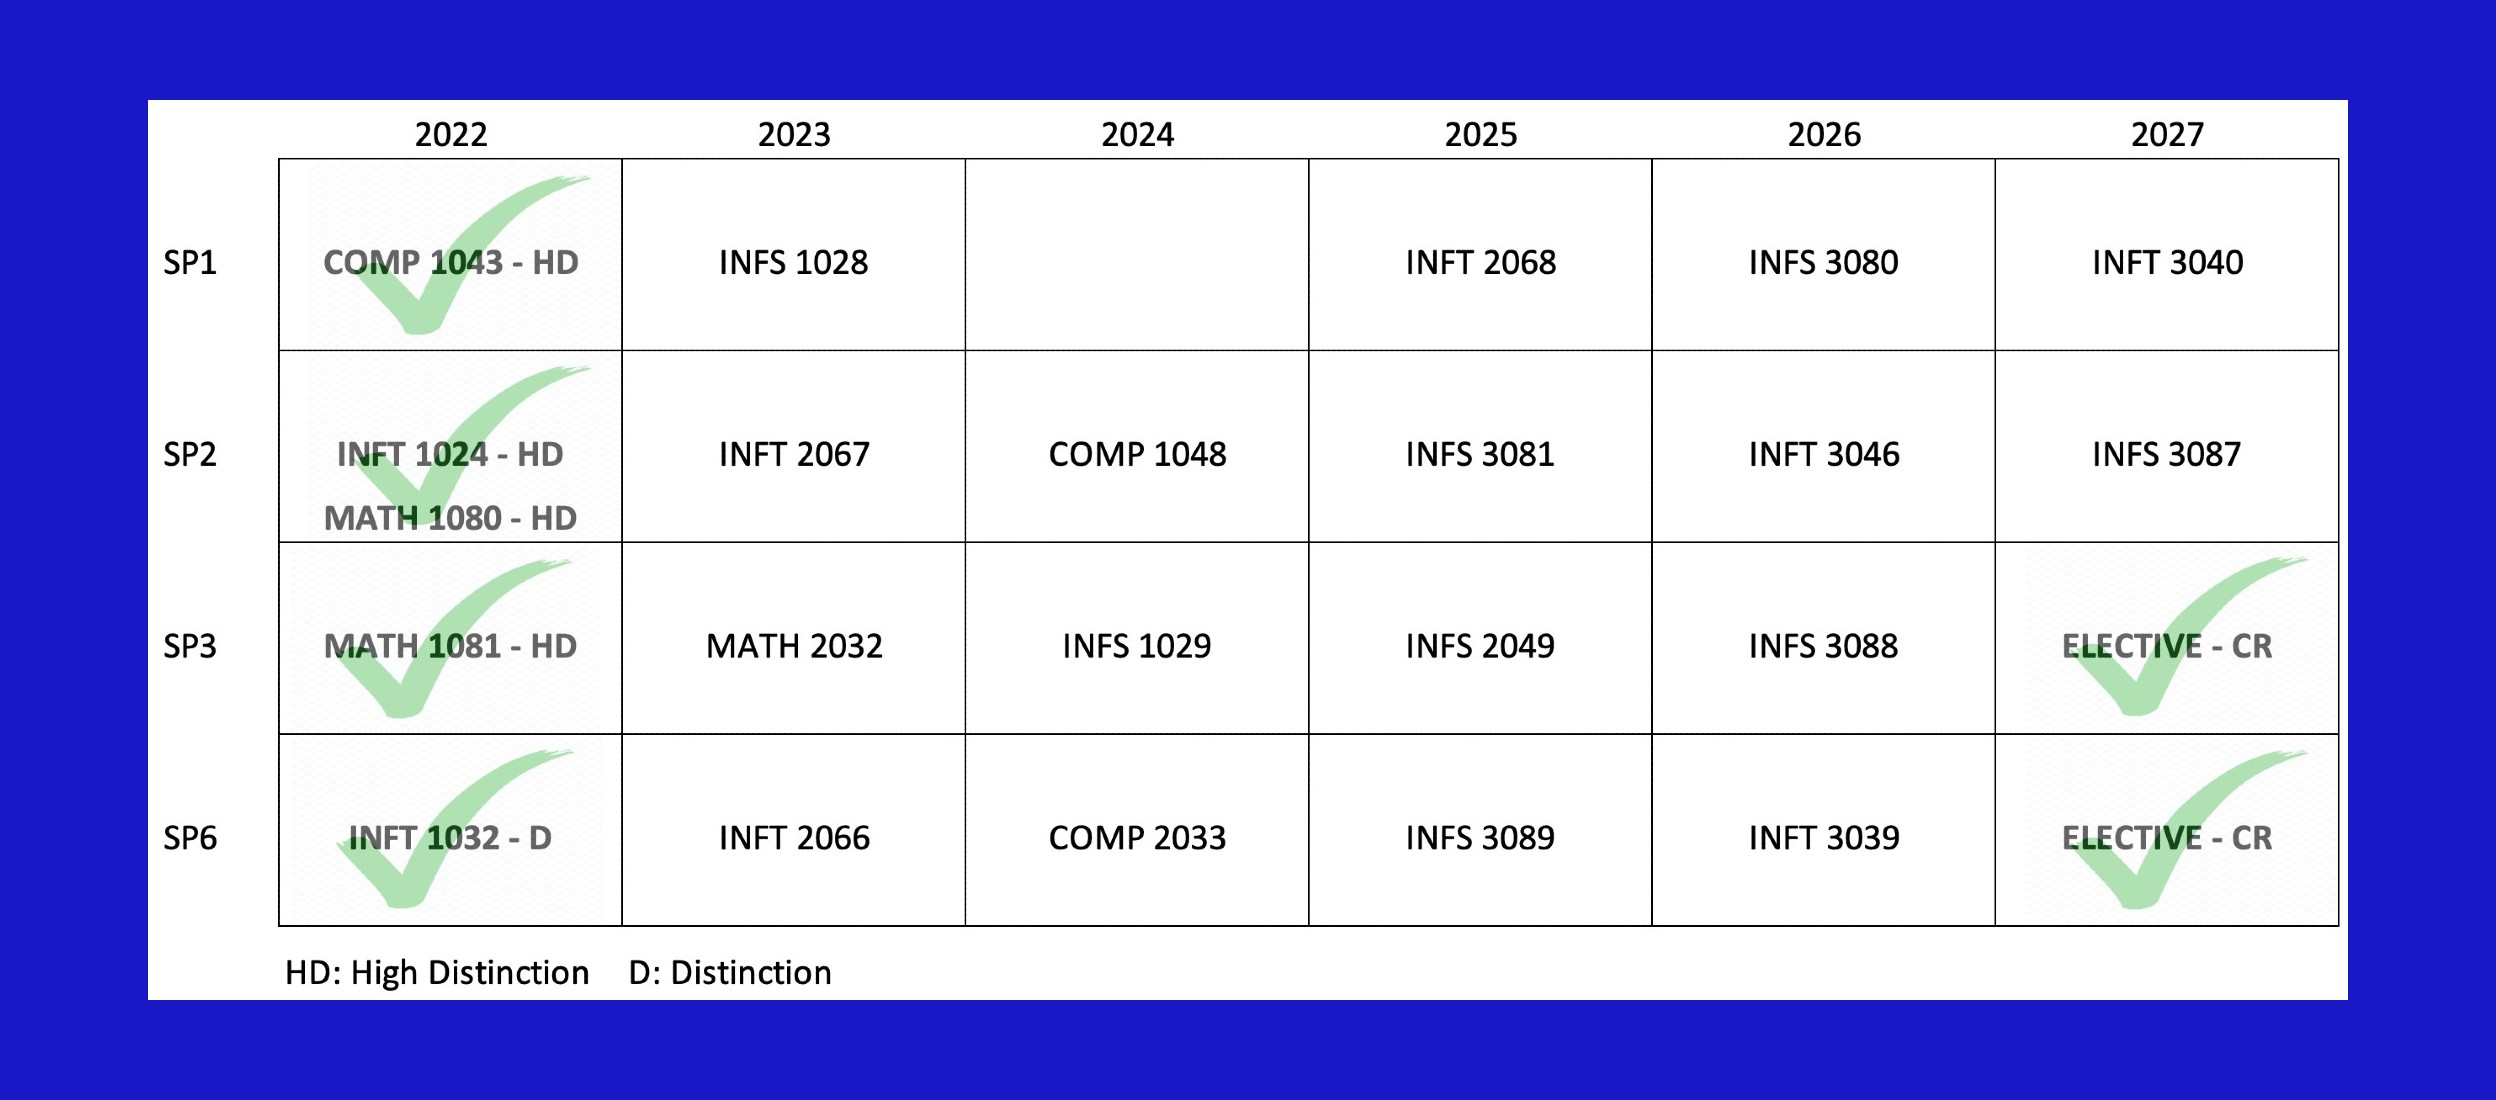 2022 2023 2024 2025 2026 2027
SP1 COMP 1043 - HD INFS 1028 INFT 2068 INFS 3080 INFT 3040
SP2 INFT 1024 - HD INFT 2067 COMP 1048 INFS 3081 INFT 3046 INFS 3087
MATH 1080 - HD
SP3 MATH 1081 - HD MATH 2032 INFS 1029 INFS 2049 INFS 3088 ELECTIVE - CR
SP6 INFT 1032 - D INFT 2066 COMP 2033 INFS 3089 INFT 3039 ELECTIVE - CR
HD: High Distinction D: Distinction